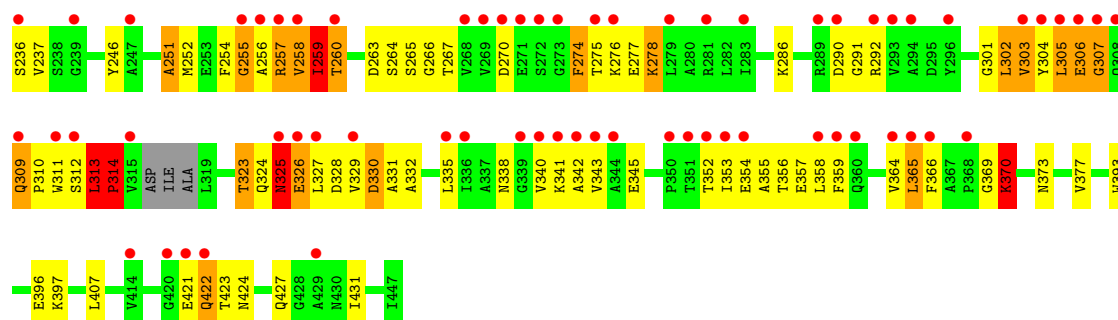 S236 V237 S238 G239 Y246 A247 A251 M252 E253 F254 G255 A256 R257 V258 I259 T260 D263 S264 S265 G266 T267 V268 V269 D270 E271 S272 G273 F274 T275 K276 E277 K278 L279 A280 R281 L282 I283 K286 R289 D290 G291 R292 V293 A294 D295 Y296 G301 L302 V303 Y304 L305 E306 G307
Q309 P310 W311 S312 L313 P314 V315 ASP ILE ALA L319 T323 Q324 N325 E326 L327 D328 V329 D330 A331 A332 L335 I336 A337 N338 G339 V340 K341 A342 V343 A344 E345 P350 T351 T352 I353 E354 A355 T356 E357 L358 F359 Q360 V364 L365 F366 A367 P368 G369 K370 N373 V377
E396 K397 L407 V414 G420 E421 Q422 T423 N424 Q427 G428 A429 N430 I431 I447